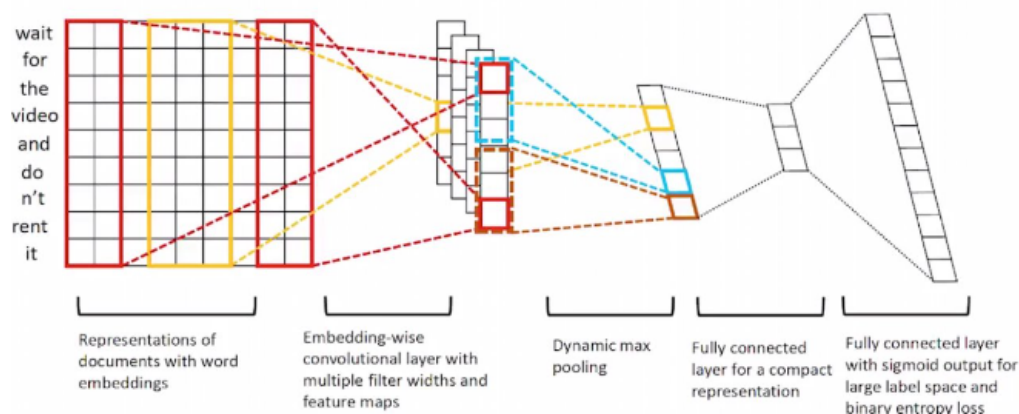 wait
for
the
video
and
do
n't
rent
it
Representations of
documents with word
embeddings
Embedding-wise
convolutional layer with
multiple filter widths and
feature maps
Dynamic max
pooling
Fully connected
layer for a compact
representation
Fully connected layer
with sigmoid output for
large label space and
binary entropy loss